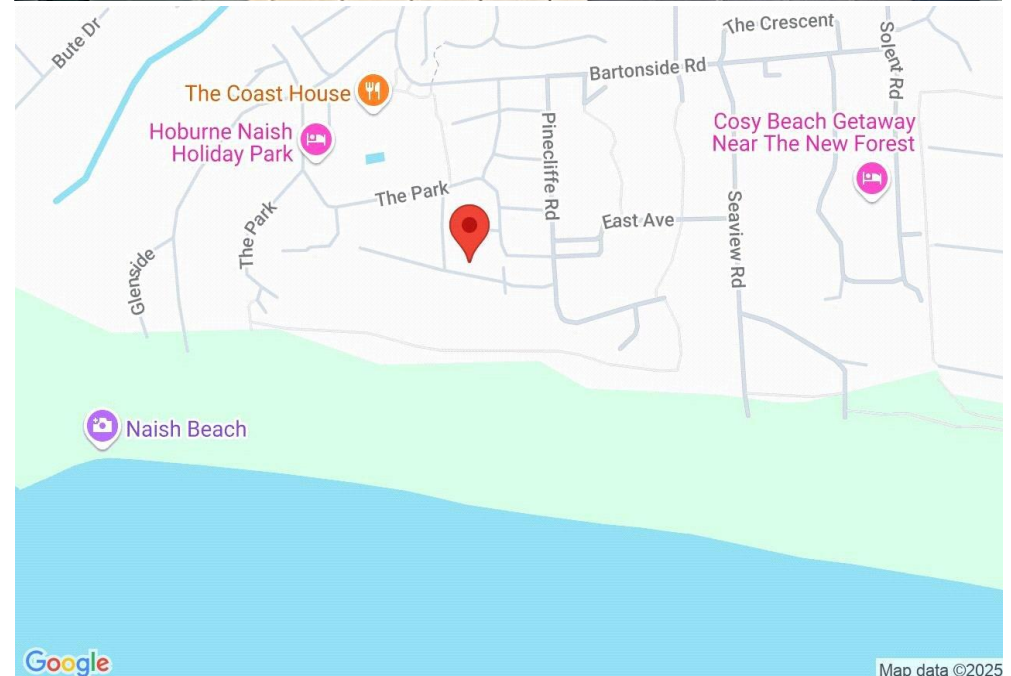 The Crescent
Bute Dr
Solent Rd
Bartonside Rd
The Coast House
Hoburne Naish
Holiday Park
Cosy Beach Getaway
Near The New Forest
Pinecliffe Rd
The Park
East Ave
The Park
Seaview Rd
Glenside
Naish Beach
Google
Map data ©2025